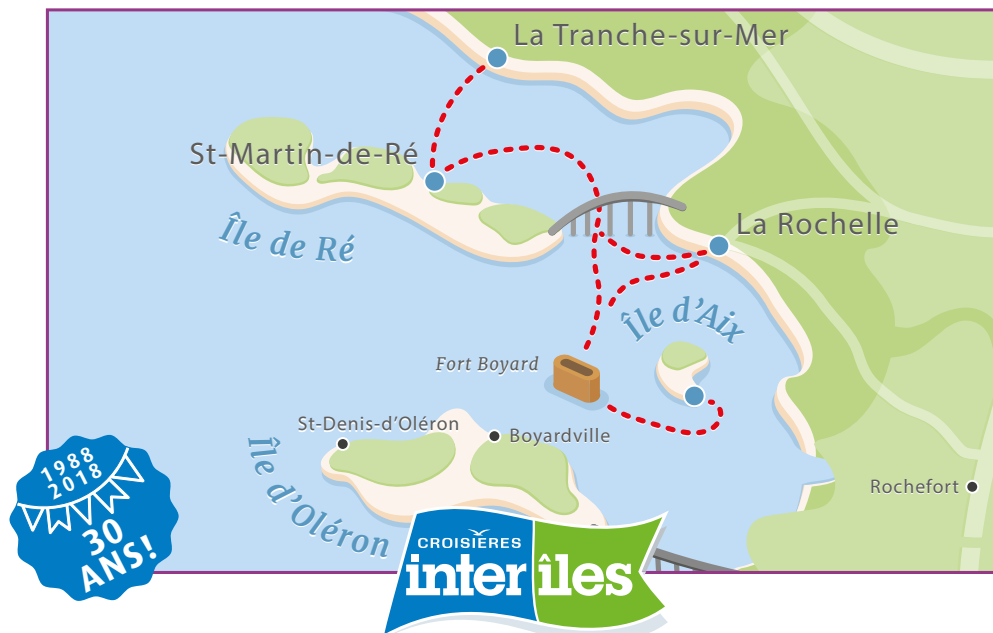 La Tranche-sur-Mer
St-Martin-de-Ré
Île de Ré
La Rochelle
Île d'Aix
Fort Boyard
St-Denis-d'Oléron
Boyardville
Île d'Oléron
Rochefort
1988
2018
30
ANS!
CROISIÈRES
inter îles